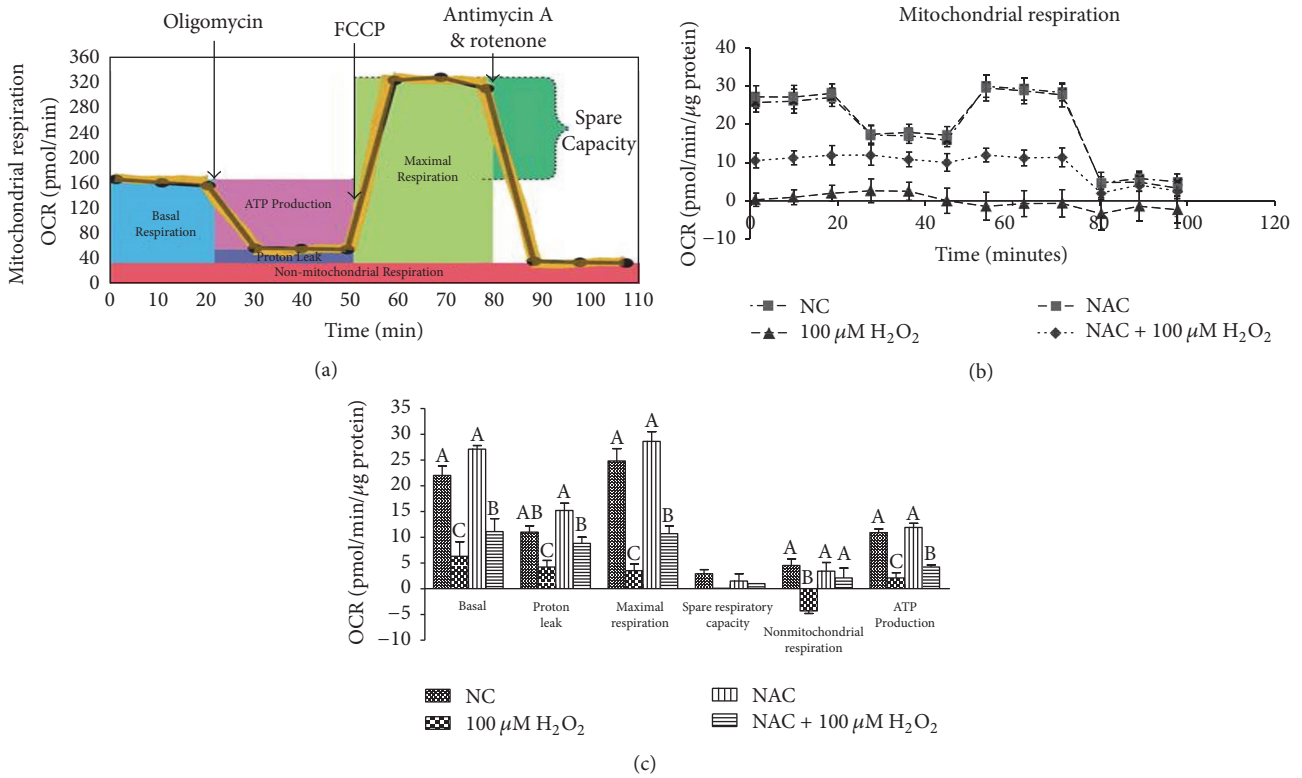 Oligomycin
FCCP
Antimycin A
& rotenone
Mitochondrial respiration
OCR (pmol/min)
360
320
280
240
200
160
120
80
40
0
Basal
Respiration
ATP Production
Proton Leak
Non-mitochondrial Respiration
Maximal
Respiration
Spare
Capacity
0 10 20 30 40 50 60 70 80 90 100 110
Time (min)
(a)
Mitochondrial respiration
OCR (pmol/min/μg protein)
40
30
20
10
0
−10
0 20 40 60 80 100 120
Time (minutes)
NC
NAC
100 μM H₂O₂
NAC + 100 μM H₂O₂
(b)
OCR (pmol/min/μg protein)
35
30
25
20
15
10
5
0
−5
−10
A C A B
AB C A B
A C A B
A B A A
A C A B
Basal
Proton
leak
Maximal
respiration
Spare respiratory
capacity
Nonmitochondrial
respiration
ATP
Production
NC
NAC
100 μM H₂O₂
NAC + 100 μM H₂O₂
(c)